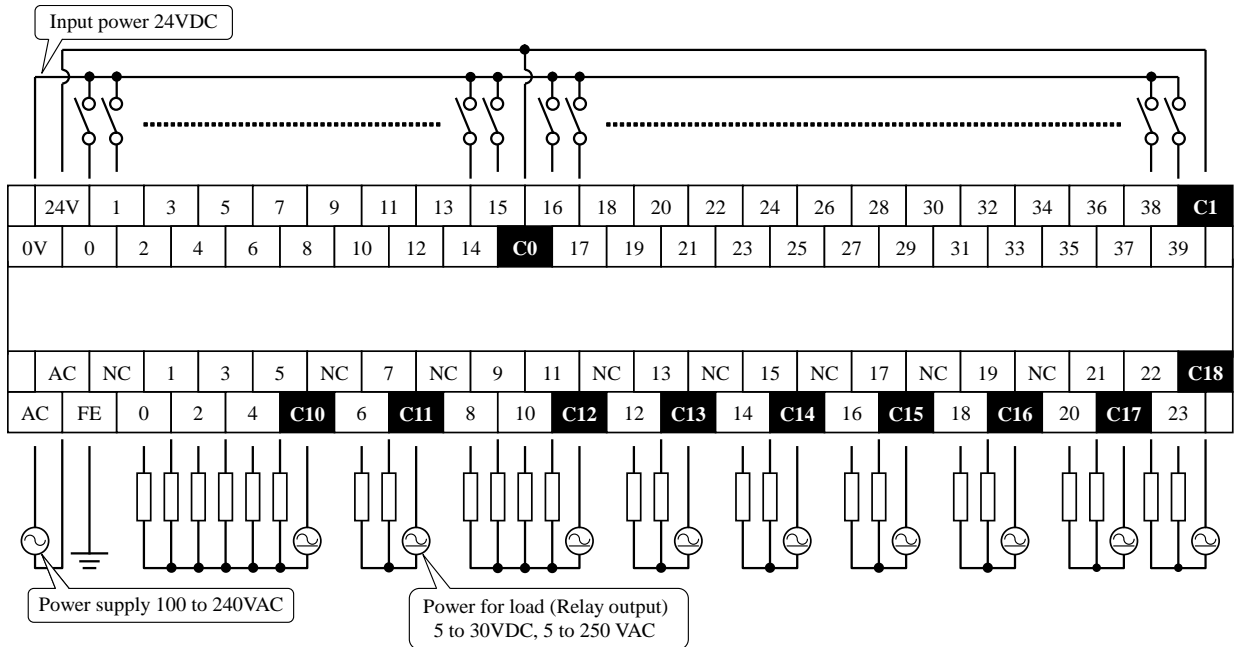 Input power 24VDC
24V 1 3 5 7 9 11 13 15 16 18 20 22 24 26 28 30 32 34 36 38 C1
0V 0 2 4 6 8 10 12 14 C0 17 19 21 23 25 27 29 31 33 35 37 39
AC NC 1 3 5 NC 7 NC 9 11 NC 13 NC 15 NC 17 NC 19 NC 21 22 C18
AC FE 0 2 4 C10 6 C11 8 10 C12 12 C13 14 C14 16 C15 18 C16 20 C17 23
Power supply 100 to 240VAC
Power for load (Relay output)
5 to 30VDC, 5 to 250 VAC